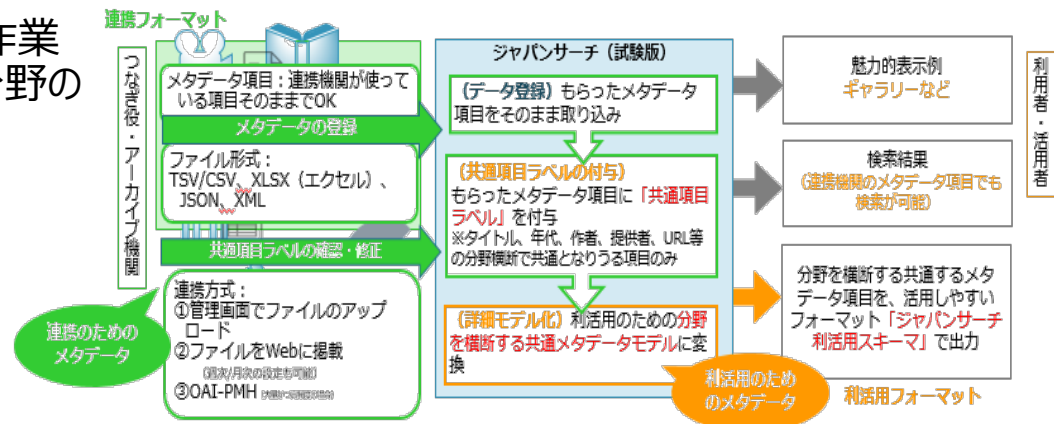 作業
分野の
連携フォーマット
つなぎ役・アーカイブ機関
メタデータ項目：連携機関が使って
いる項目そのままでOK
メタデータの登録
ファイル形式：
TSV/CSV、XLSX（エクセル）、
JSON、XML
共通項目ラベルの確認・修正
連携方式：
①管理画面でファイルのアップ
ロード
②ファイルをWebに掲載
（週次/月次の設定も可能）
③OAI-PMH
連携のための
メタデータ
ジャパンサーチ（試験版）
（データ登録）もらったメタデータ
項目をそのまま取り込み
（共通項目ラベルの付与）
もらったメタデータ項目に「共通項目
ラベル」を付与
※タイトル、年代、作者、提供者、URL等
の分野横断で共通となりうる項目のみ
（詳細モデル化）利活用のための分野
を横断する共通メタデータモデルに変
換
利活用のため
のメタデータ
魅力的表示例
ギャラリーなど
検索結果
（連携機関のメタデータ項目でも
検索が可能）
分野を横断する共通するメタ
データ項目を、活用しやすい
フォーマット「ジャパンサーチ
利活用スキーマ」で出力
利活用フォーマット
利用者・活用者